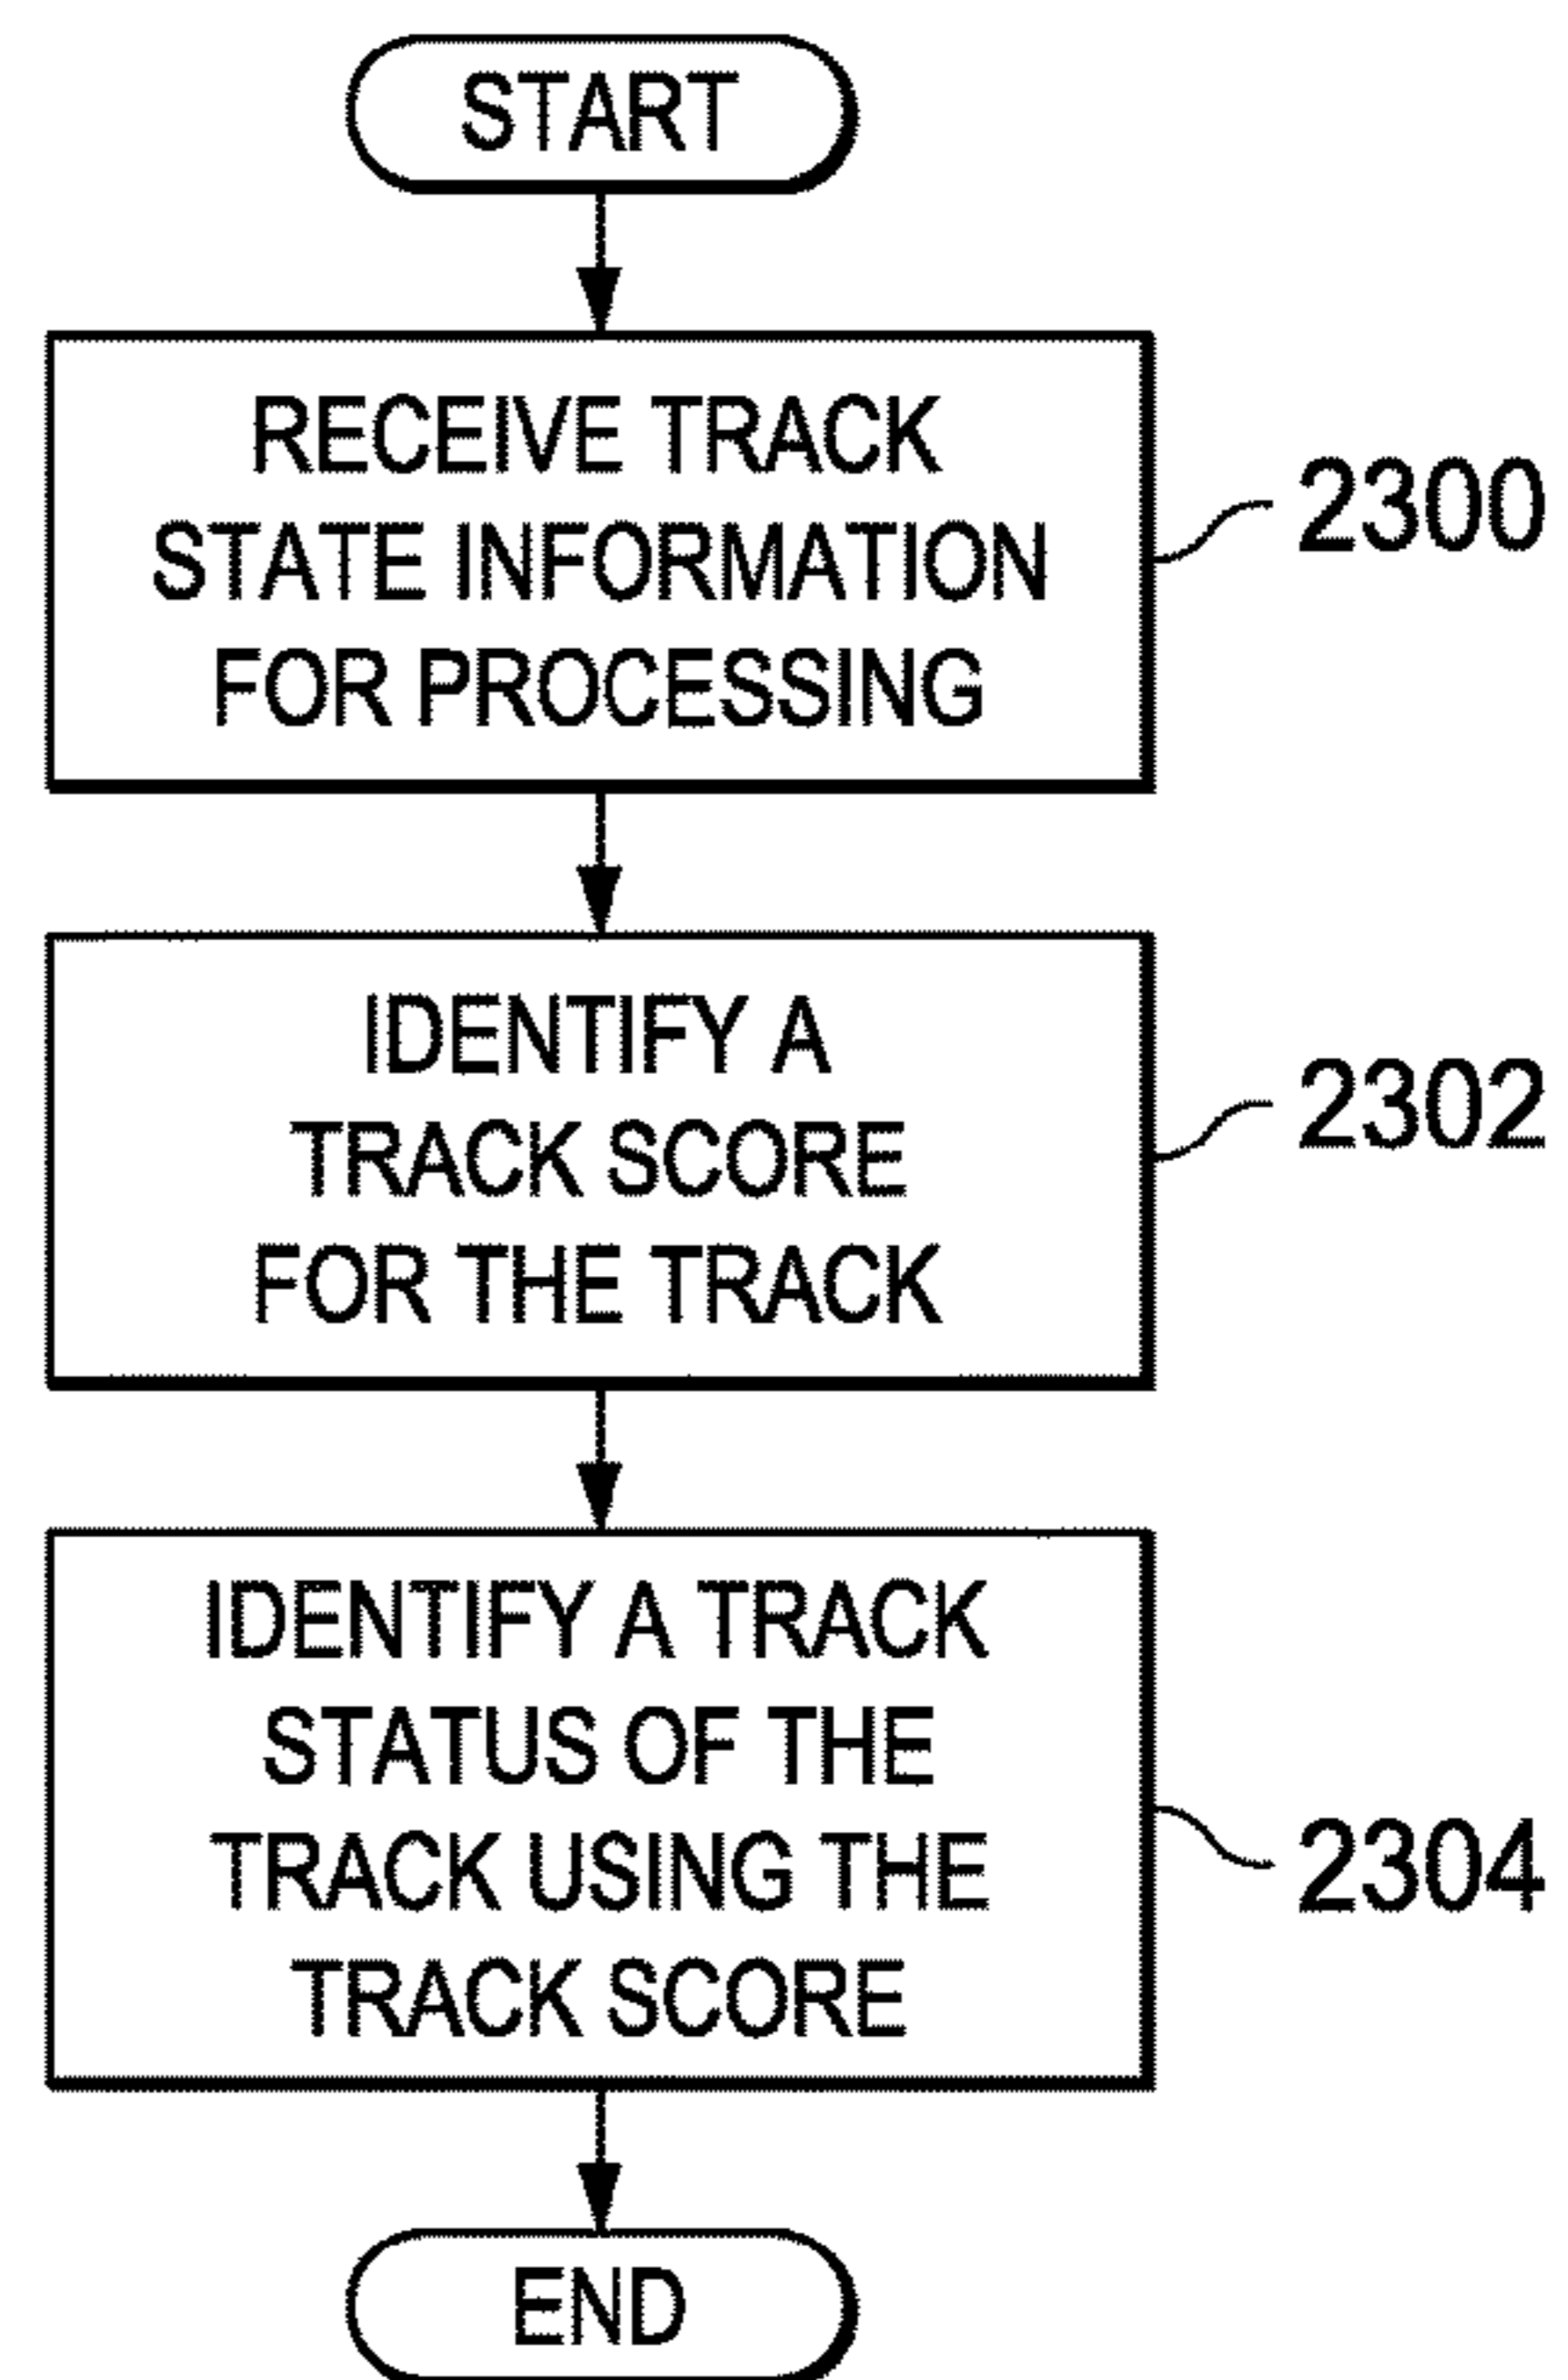 START
RECEIVE TRACK
STATE INFORMATION
FOR PROCESSING
2300
IDENTIFY A
TRACK SCORE
FOR THE TRACK
2302
IDENTIFY A TRACK
STATUS OF THE
TRACK USING THE
TRACK SCORE
2304
END